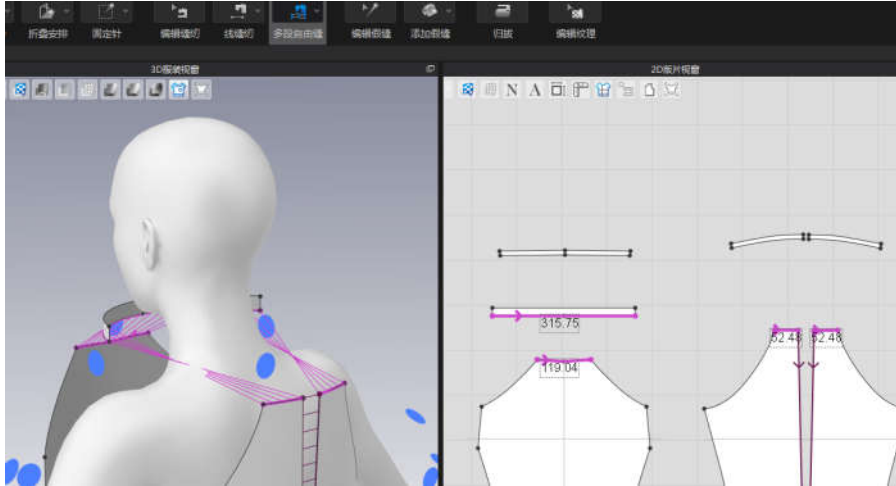 折叠安排 固定针 编辑缝纫 线缝纫 多段自由缝 编辑假缝 添加假缝 归拔 编辑纹理
3D服装视窗 2D板片视窗
N A
315.75
52.48 52.48
119.04